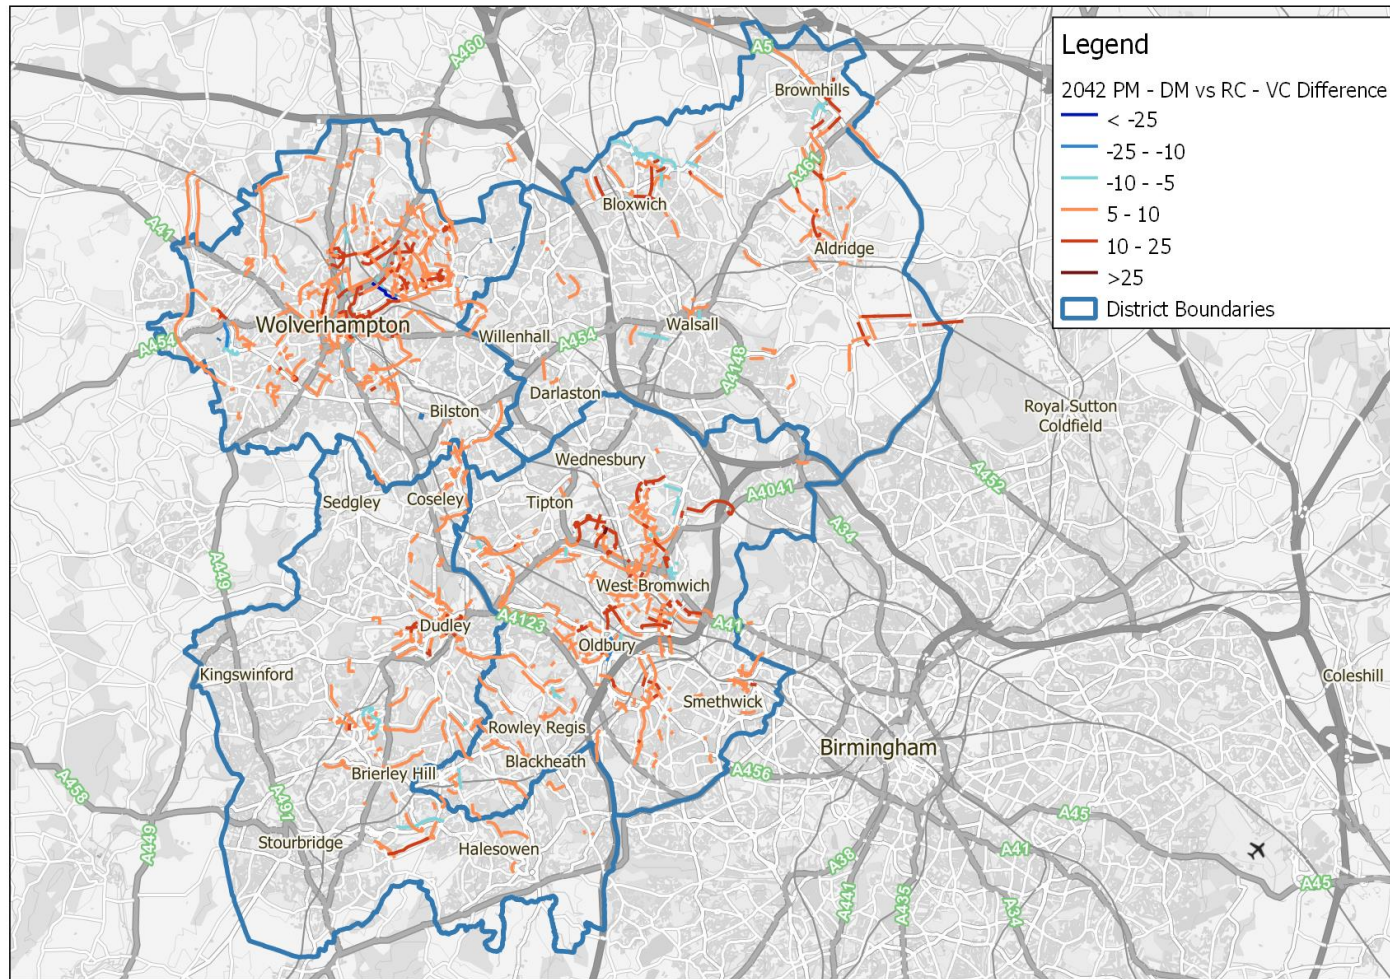 Legend
2042 PM - DM vs RC - VC Difference
< -25
-25 - -10
-10 - -5
5 - 10
10 - 25
>25
District Boundaries
A460
A5
Brownhills
A461
Bloxwich
A41
Aldridge
Wolverhampton
Willenhall
Walsall
A454
A454
A4148
Darlaston
Bilston
Royal Sutton
Coldfield
Wednesbury
A452
Sedgley
Coseley
Tipton
A4041
A34
A449
West Bromwich
Dudley
A4123
A41
Oldbury
Kingswinford
Coleshill
Smethwick
Rowley Regis
Birmingham
Blackheath
Brierley Hill
A456
A458
A491
A45
Stourbridge
Halesowen
A449
A38
A41
A45
A441
A435
A34